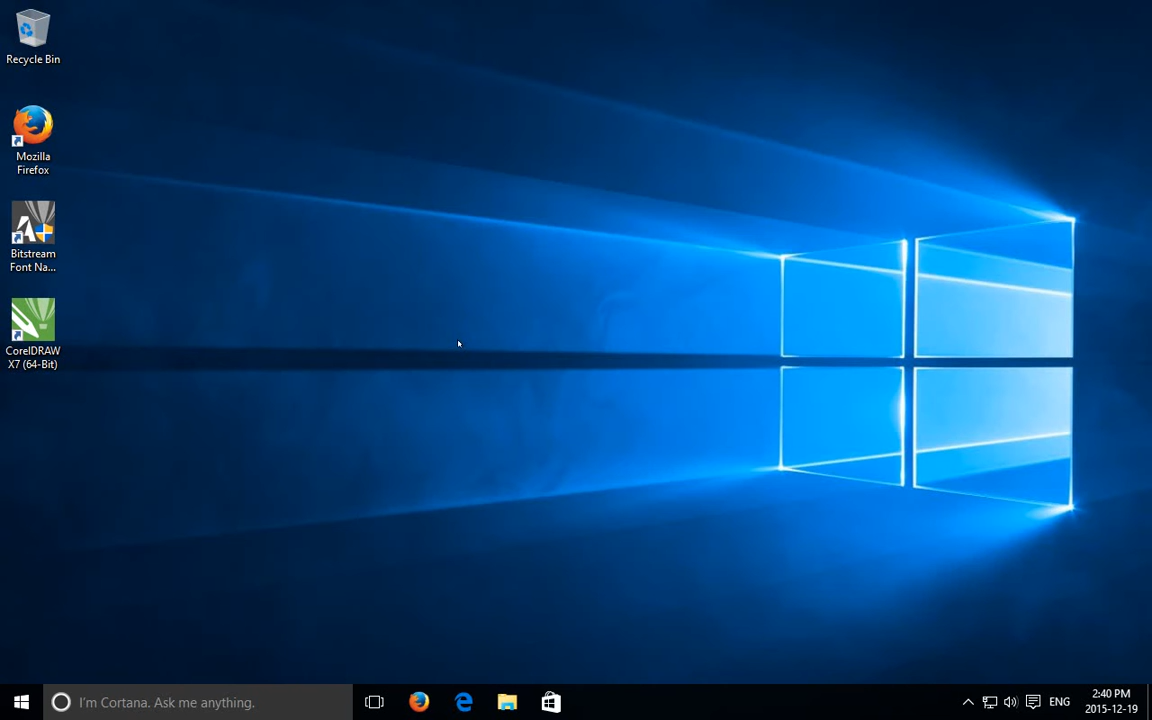 Recycle Bin
Mozilla
Firefox
Bitstream
Font Na...
CorelDRAW
X7 (64-Bit)
I'm Cortana. Ask me anything.
ENG
2:40 PM
2015-12-19